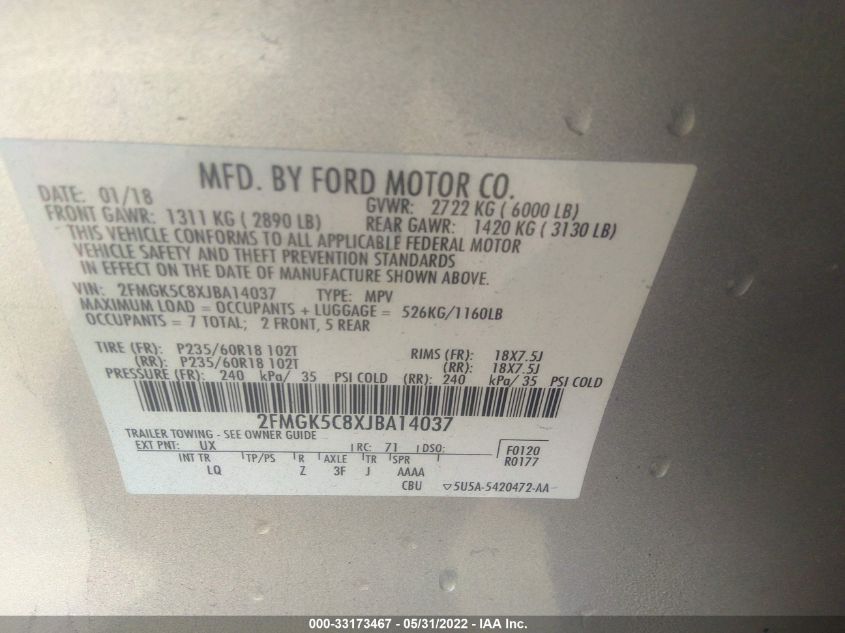 MFD. BY FORD MOTOR CO.
DATE: 01/18 GVWR: 2722 KG ( 6000 LB)
FRONT GAWR: 1311 KG ( 2890 LB) REAR GAWR: 1420 KG ( 3130 LB)
THIS VEHICLE CONFORMS TO ALL APPLICABLE FEDERAL MOTOR
VEHICLE SAFETY AND THEFT PREVENTION STANDARDS
IN EFFECT ON THE DATE OF MANUFACTURE SHOWN ABOVE.
VIN: 2FMGK5C8XJBA14037 TYPE: MPV
MAXIMUM LOAD = OCCUPANTS + LUGGAGE = 526KG/1160LB
OCCUPANTS = 7 TOTAL; 2 FRONT, 5 REAR
TIRE (FR): P235/60R18 102T RIMS (FR): 18X7.5J
(RR): P235/60R18 102T (RR): 18X7.5J
PRESSURE (FR): 240 kPa/ 35 PSI COLD (RR): 240 kPa/ 35 PSI COLD
2FMGK5C8XJBA14037
TRAILER TOWING - SEE OWNER GUIDE
EXT PNT: UX RC: 71 DSO: F0120
INT TR TP/PS R AXLE TR SPR R0177
LQ Z 3F J AAAA
CBU ▽5U5A-5420472-AA
000-33173467 - 05/31/2022 - IAA Inc.